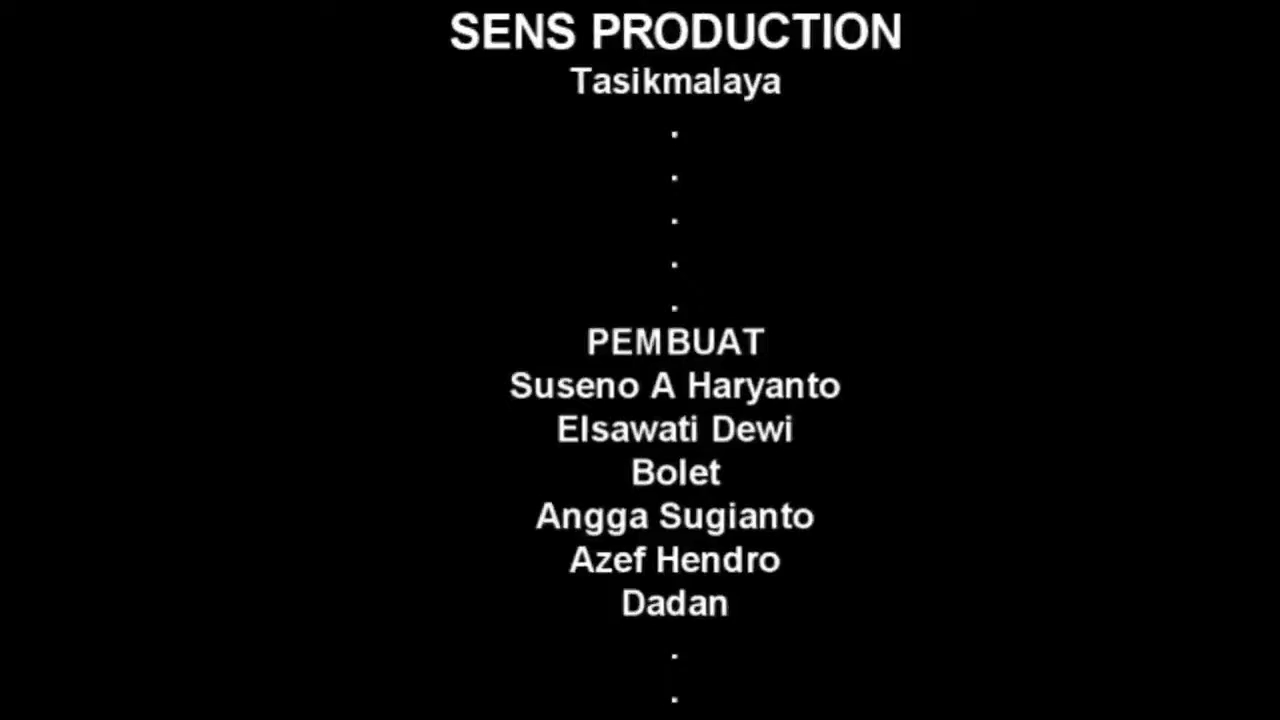 SENS PRODUCTION
Tasikmalaya
.
.
.
.
.
PEMBUAT
Suseno A Haryanto
Elsawati Dewi
Bolet
Angga Sugianto
Azef Hendro
Dadan
.
.